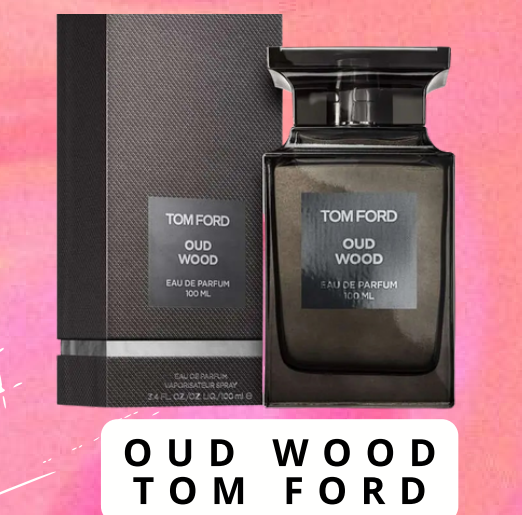 TOM FORD
OUD
WOOD
EAU DE PARFUM
100 ML
EAU DE PARFUM
VAPORISATEUR SPRAY
3.4 FL. OZ./OZ. LIQ./100 ml ℮
TOM FORD
OUD
WOOD
EAU DE PARFUM
100 ML
OUD WOOD
TOM FORD